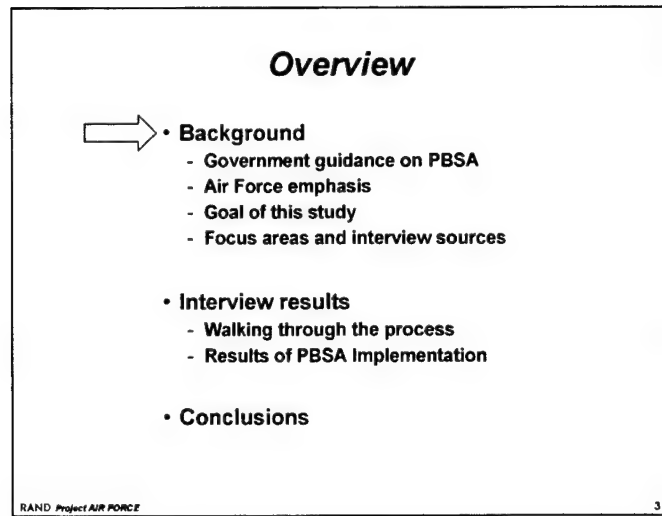 Overview
• Background
- Government guidance on PBSA
- Air Force emphasis
- Goal of this study
- Focus areas and interview sources
• Interview results
- Walking through the process
- Results of PBSA Implementation
• Conclusions
RAND Project AIR FORCE 3